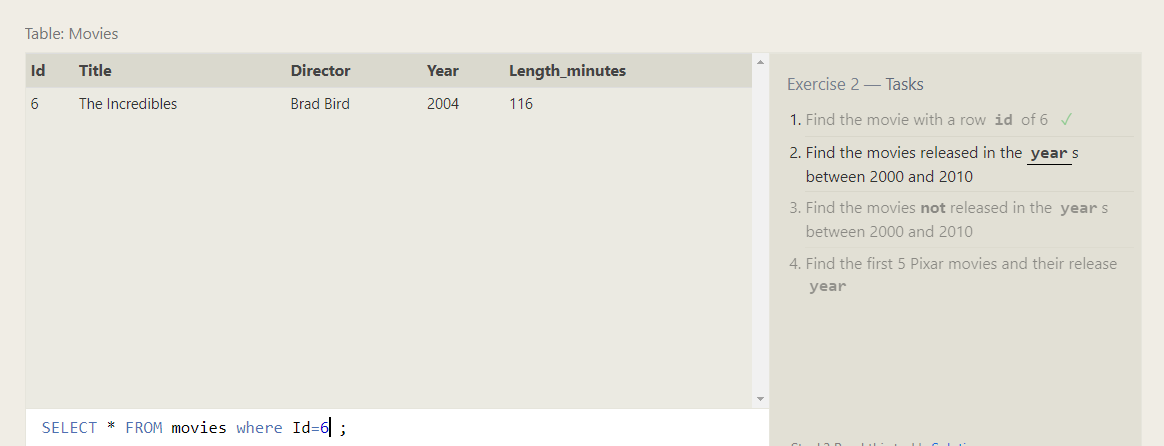 Table: Movies
Id Title Director Year Length_minutes
6 The Incredibles Brad Bird 2004 116
SELECT * FROM movies where Id=6 ;
Exercise 2 — Tasks
1. Find the movie with a row id of 6 ✓
2. Find the movies released in the years
between 2000 and 2010
3. Find the movies not released in the years
between 2000 and 2010
4. Find the first 5 Pixar movies and their release
year